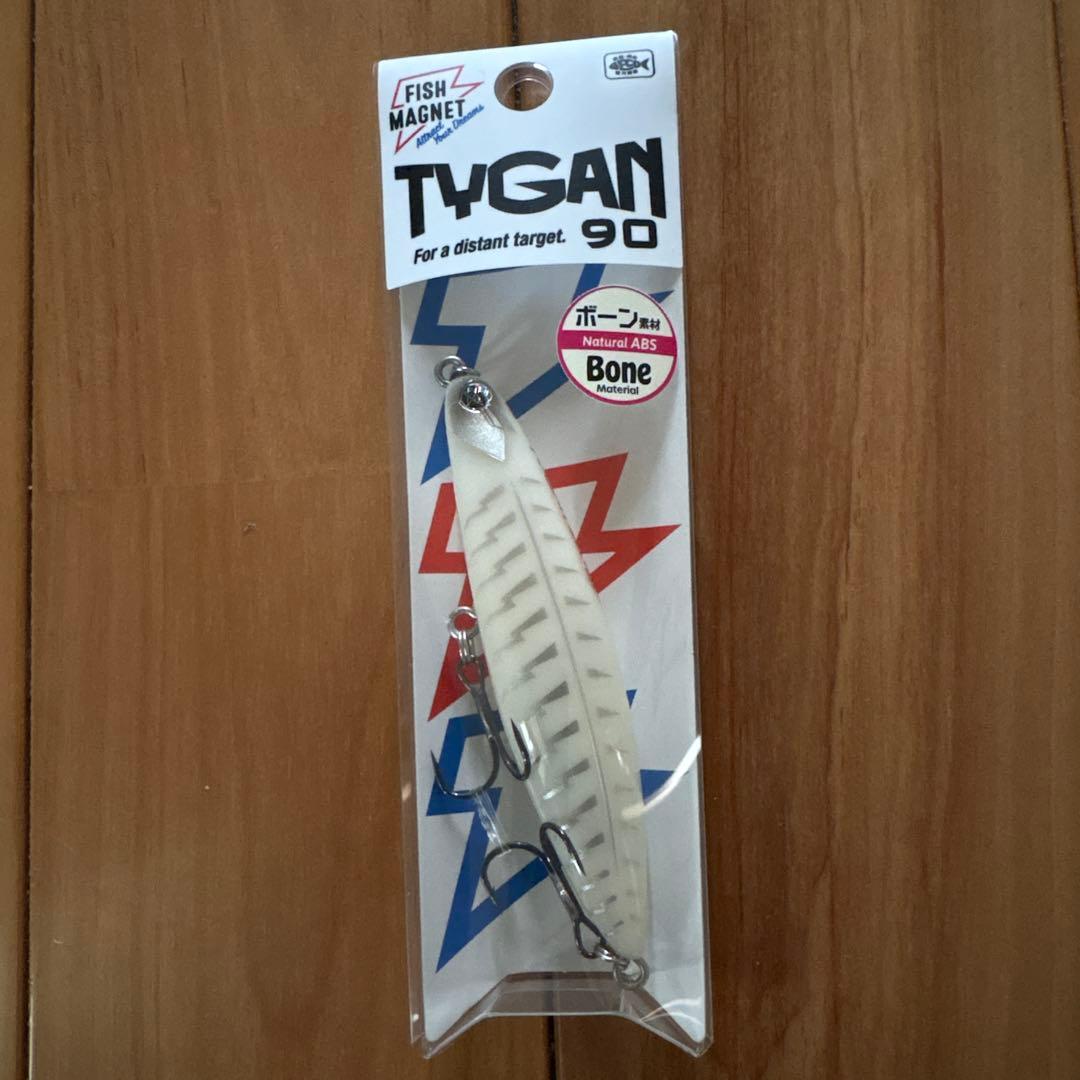 FISH
MAGNET
Attract
Your Dreams
TYGAN
For a distant target. 90
ボーン素材
Natural ABS
Bone
Material